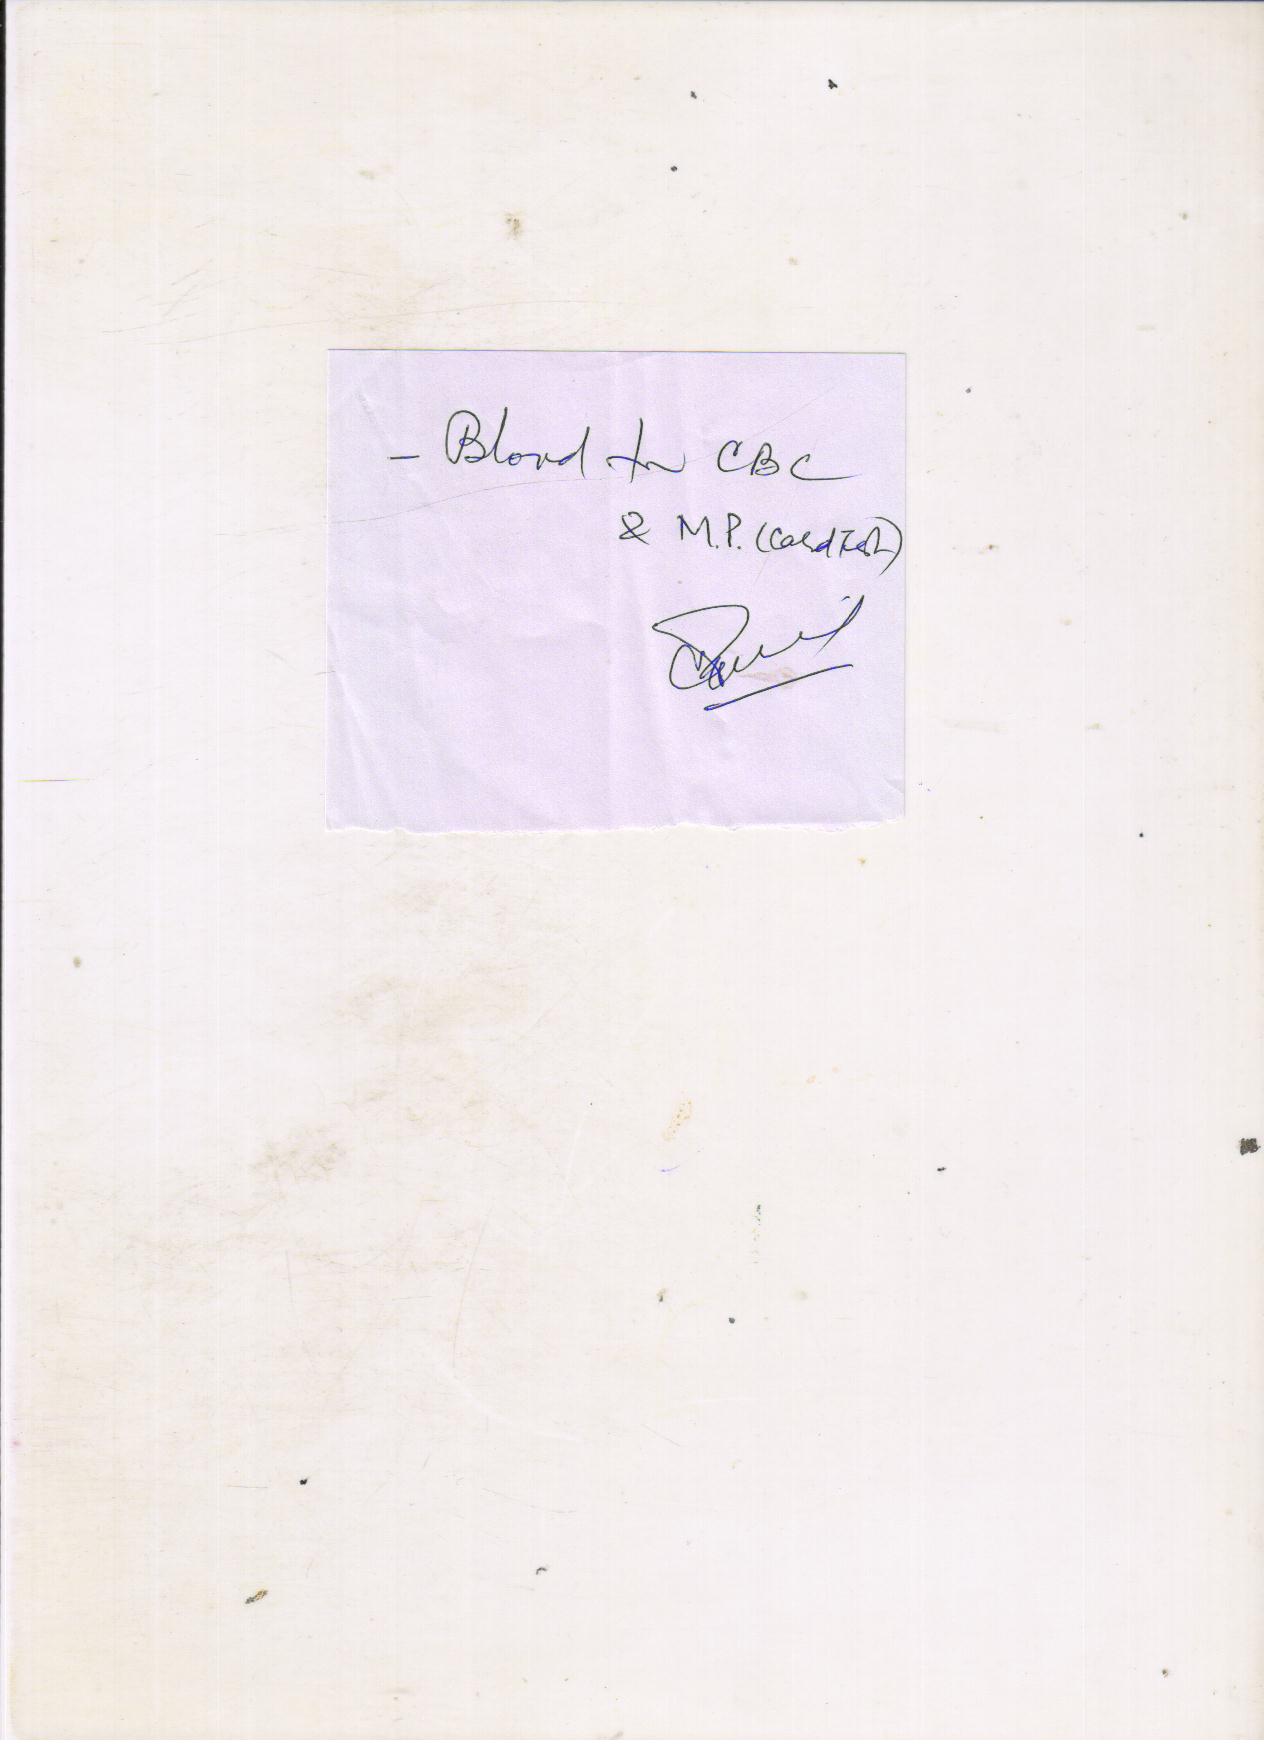 - Blood for CBC
& M.P. (Card Test)